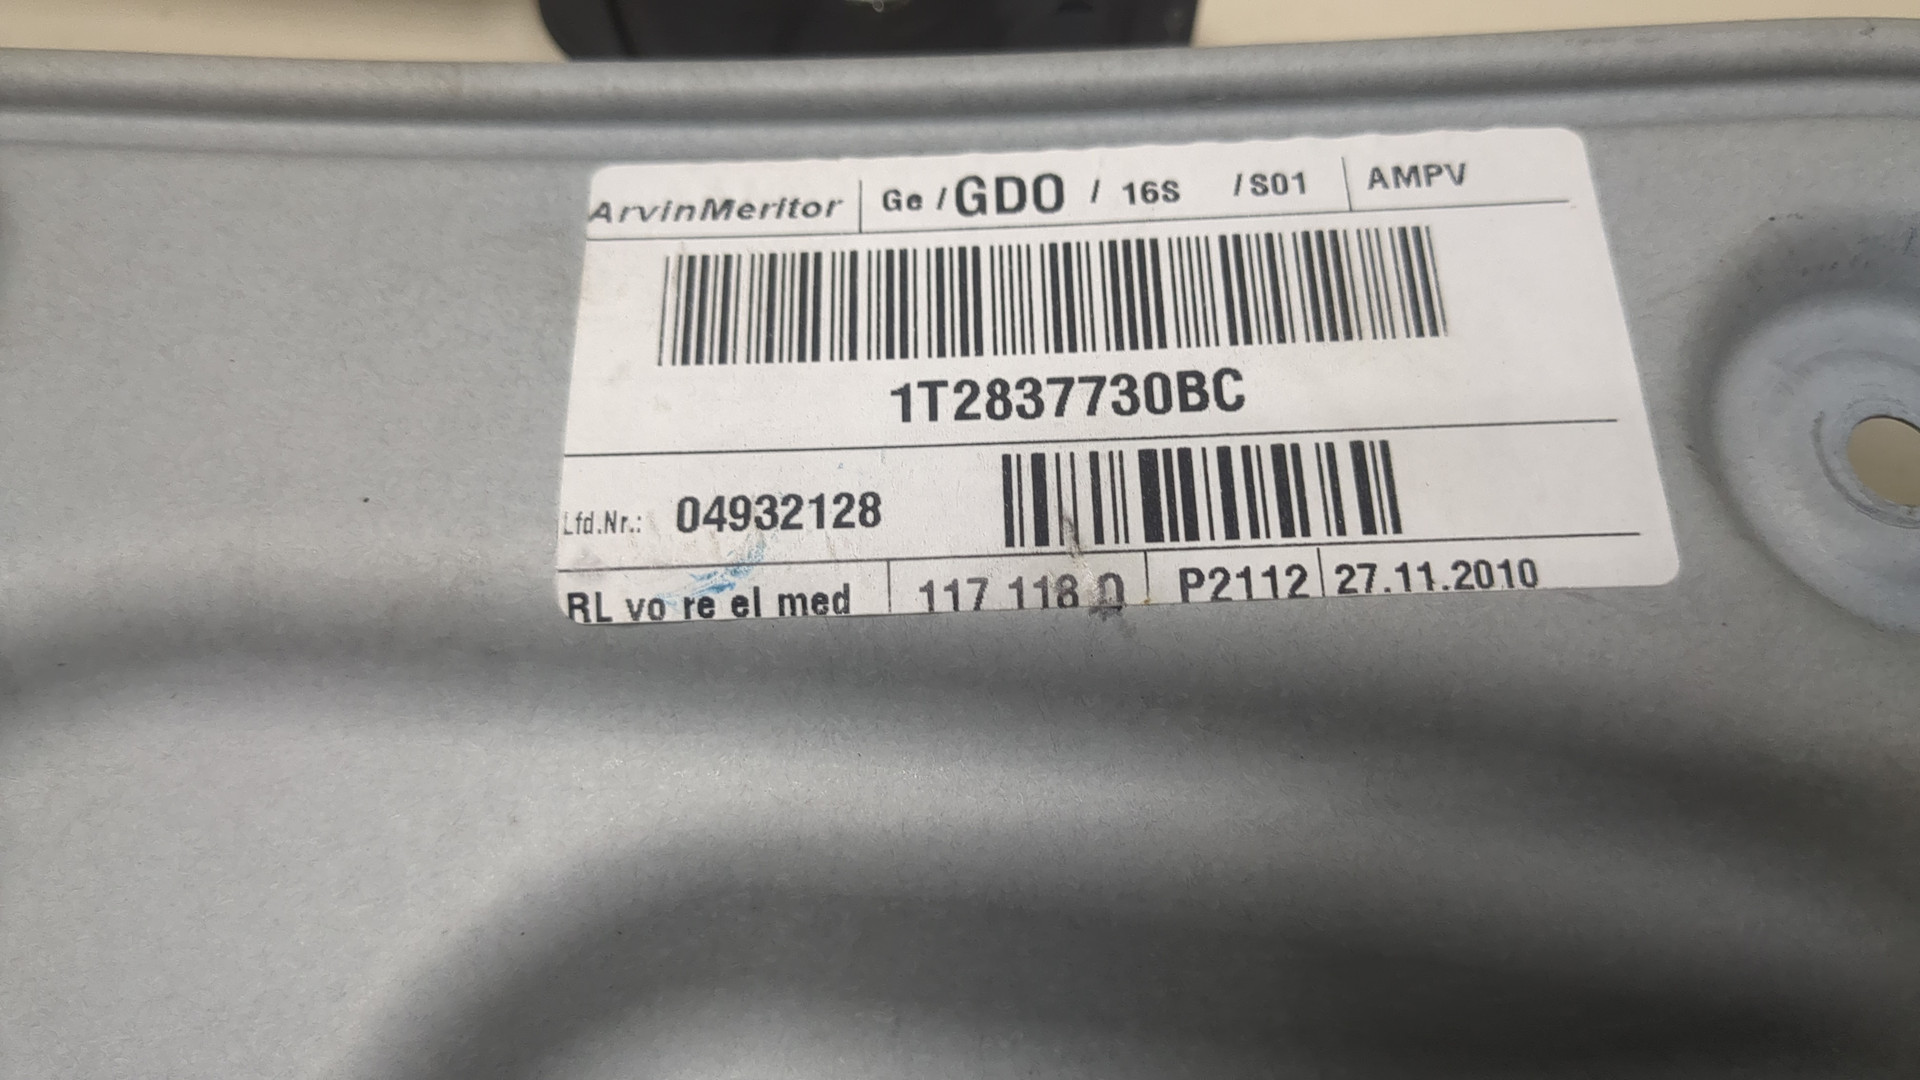 ArvinMeritor Ge / GDO / 16S / S01 AMPV
1T2837730BC
Lfd.Nr.: 04932128
RL vo re el med 117 118 0 P2112 27.11.2010